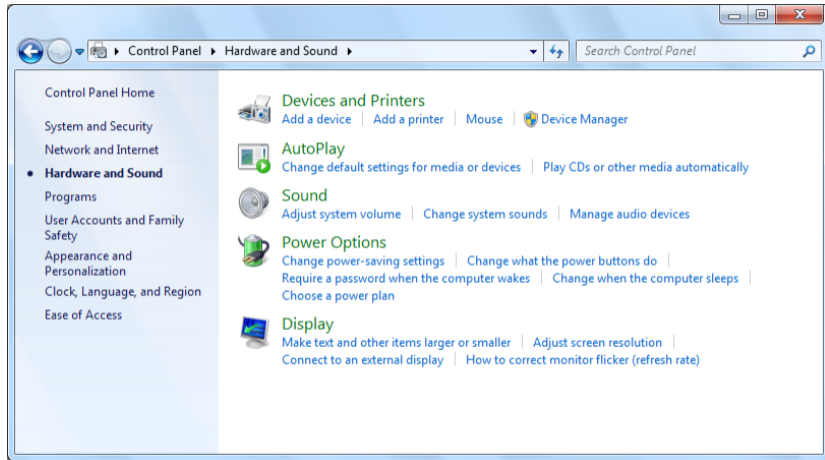 Control Panel Hardware and Sound
Search Control Panel
Control Panel Home
System and Security
Network and Internet
Hardware and Sound
Programs
User Accounts and Family
Safety
Appearance and
Personalization
Clock, Language, and Region
Ease of Access
Devices and Printers
Add a device Add a printer Mouse Device Manager
AutoPlay
Change default settings for media or devices Play CDs or other media automatically
Sound
Adjust system volume Change system sounds Manage audio devices
Power Options
Change power-saving settings Change what the power buttons do
Require a password when the computer wakes Change when the computer sleeps
Choose a power plan
Display
Make text and other items larger or smaller Adjust screen resolution
Connect to an external display How to correct monitor flicker (refresh rate)